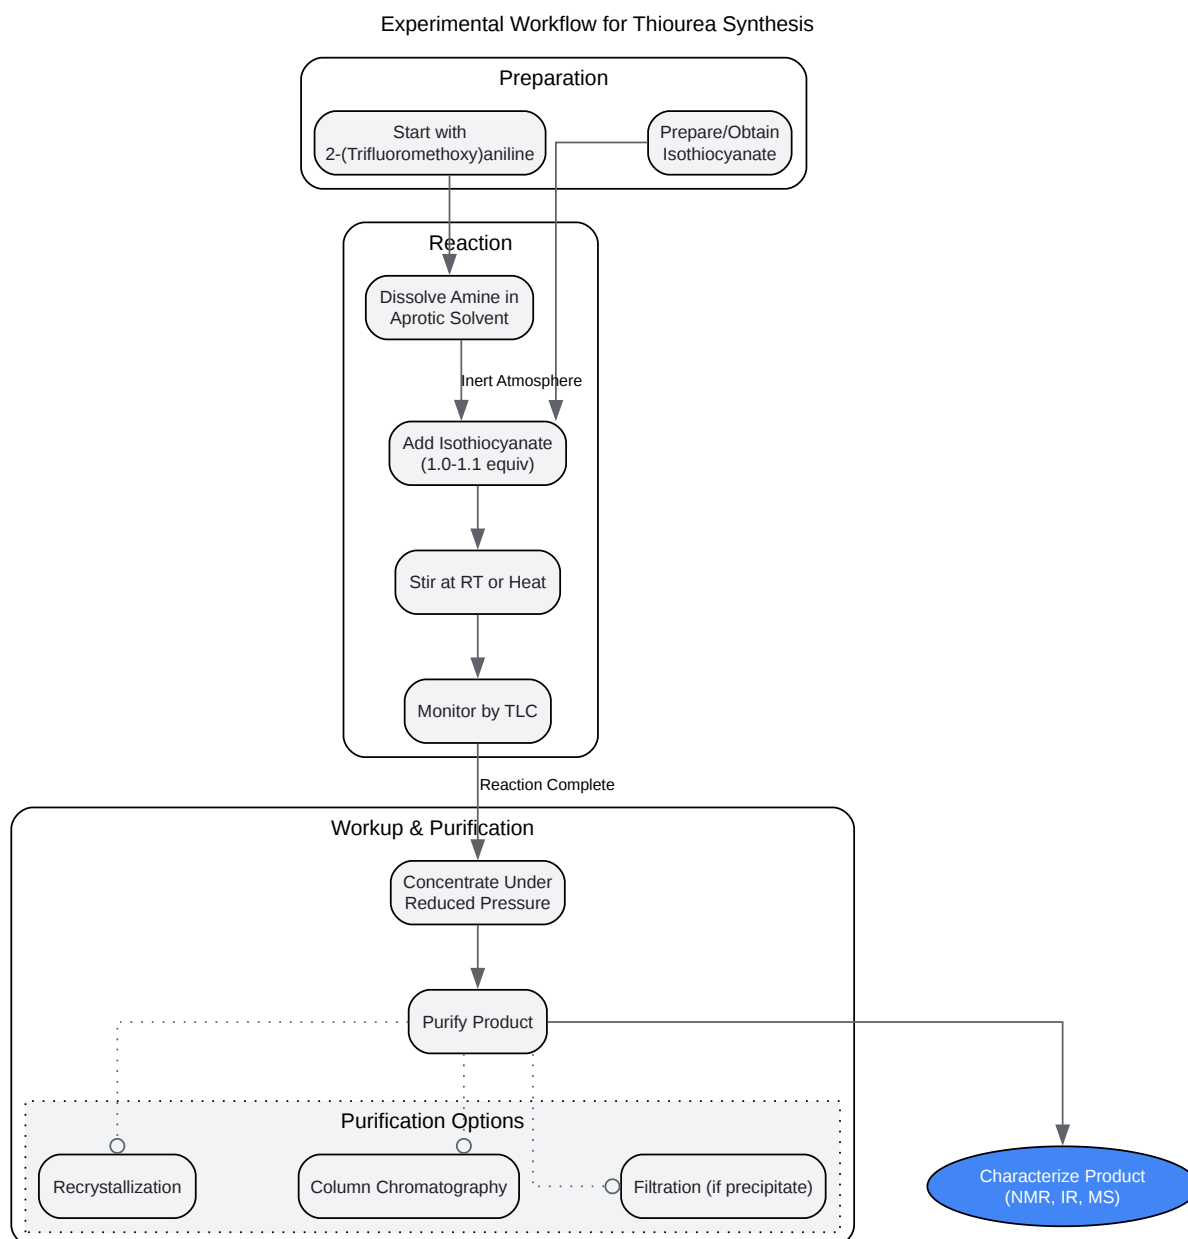 Experimental Workflow for Thiourea Synthesis
Preparation
Start with
2-(Trifluoromethoxy)aniline
Prepare/Obtain
Isothiocyanate
Reaction
Dissolve Amine in
Aprotic Solvent
Inert Atmosphere
Add Isothiocyanate
(1.0-1.1 equiv)
Stir at RT or Heat
Monitor by TLC
Reaction Complete
Workup & Purification
Concentrate Under
Reduced Pressure
Purify Product
Purification Options
Recrystallization
Column Chromatography
Filtration (if precipitate)
Characterize Product
(NMR, IR, MS)